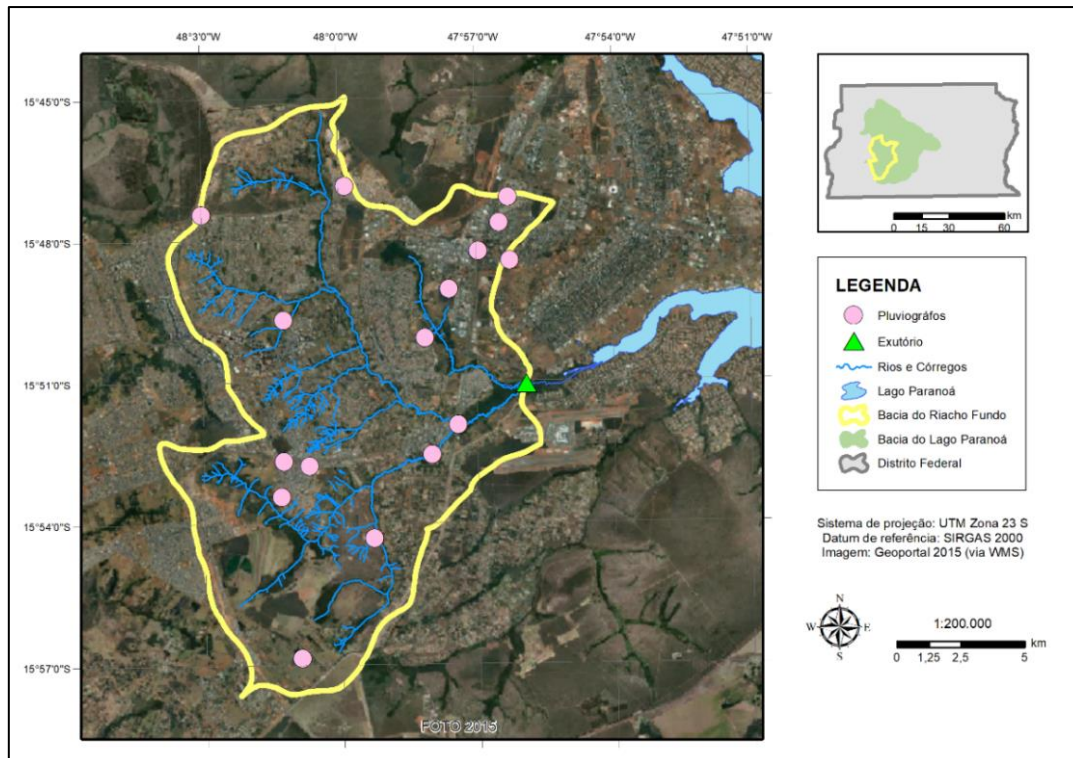 48°3'0"W 48°0'0"W 47°57'0"W 47°54'0"W 47°51'0"W
15°45'0"S
15°48'0"S
15°51'0"S
15°54'0"S
15°57'0"S
FOTO 2015
km
0 15 30 60
LEGENDA
Pluviográfos
Exutório
Rios e Córregos
Lago Paranoá
Bacia do Riacho Fundo
Bacia do Lago Paranoá
Distrito Federal
Sistema de projeção: UTM Zona 23 S
Datum de referência: SIRGAS 2000
Imagem: Geoportal 2015 (via WMS)
N
W E
S
1:200.000
km
0 1,25 2,5 5